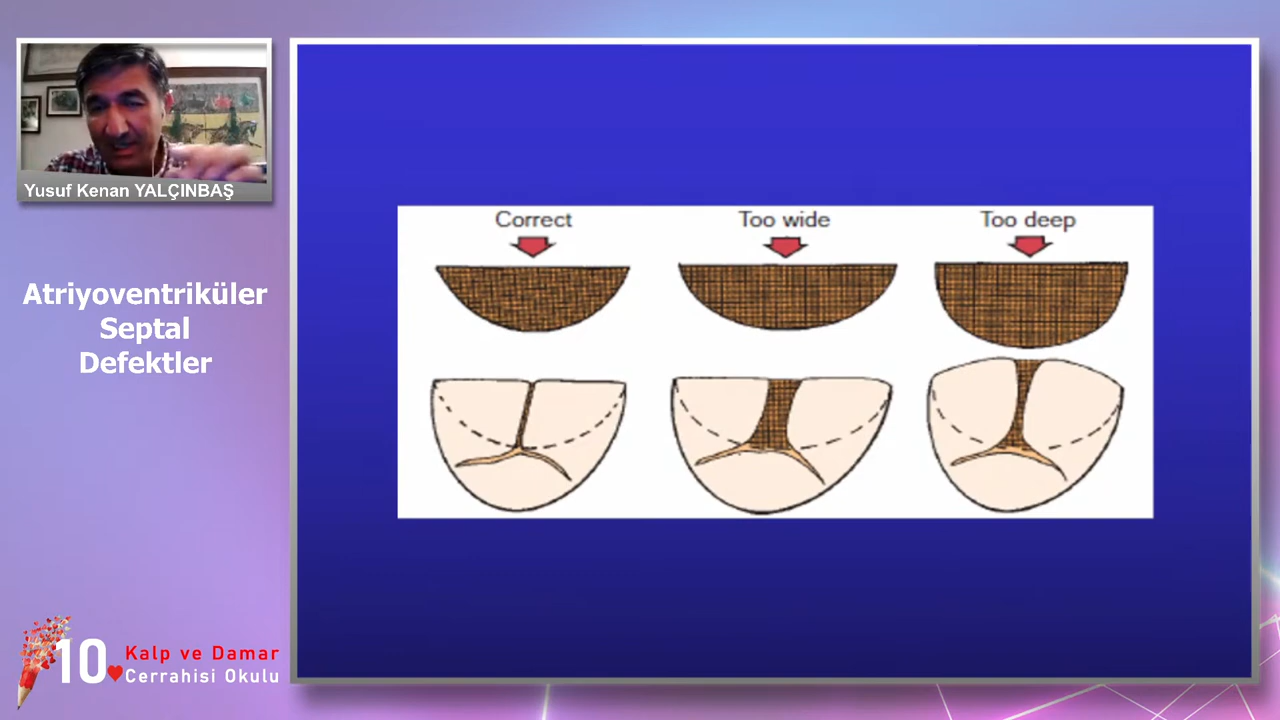 Yusuf Kenan YALÇINBAŞ
Atriyoventriküler
Septal
Defektler
Correct
Too wide
Too deep
10
Kalp ve Damar
Cerrahisi Okulu